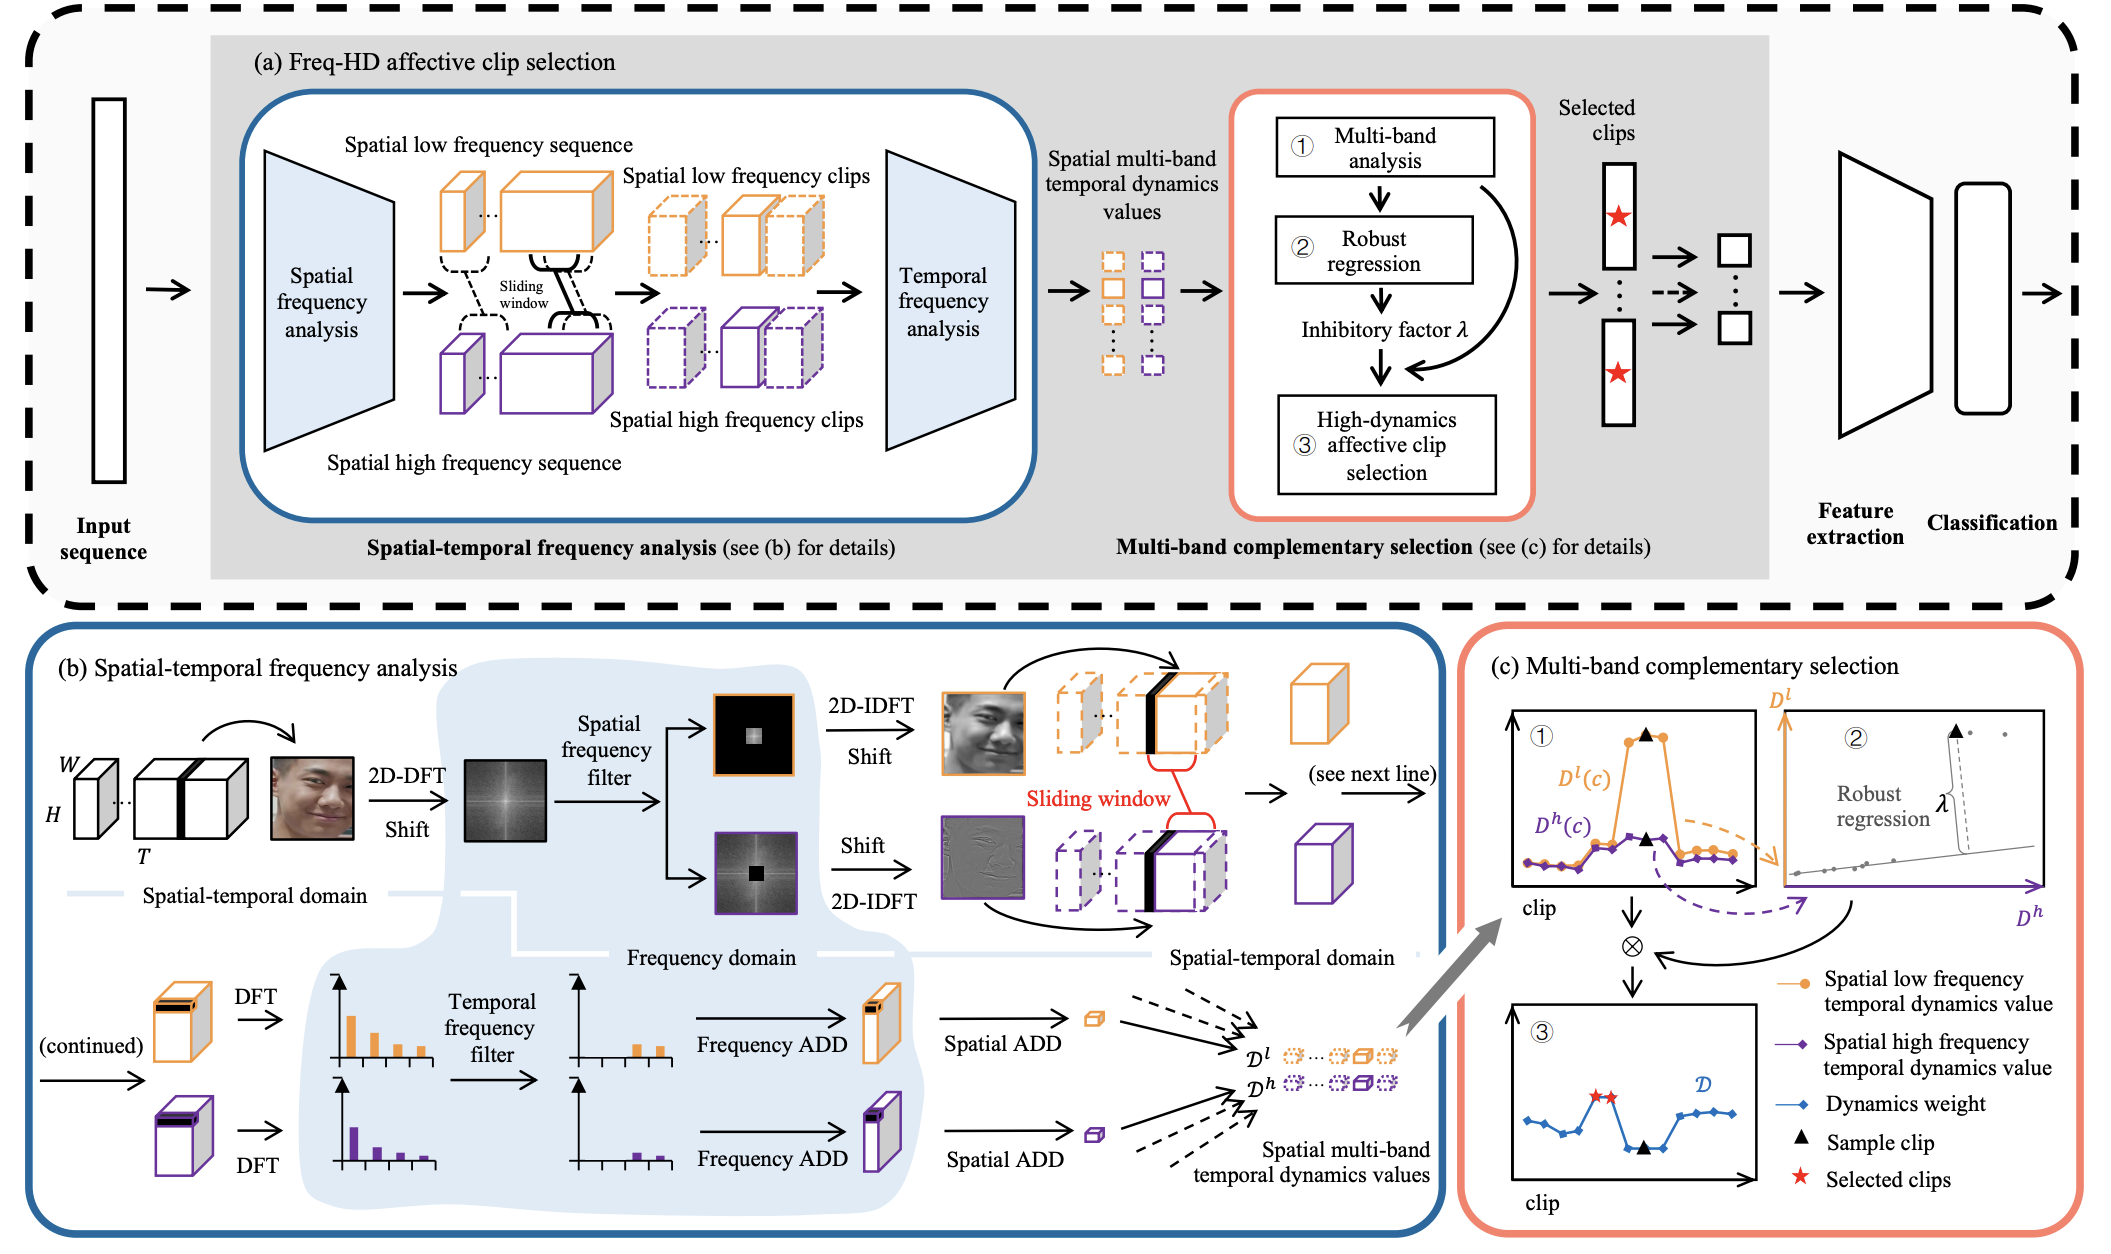 (a) Freq-HD affective clip selection
Input
sequence
Spatial
frequency
analysis
Spatial low frequency sequence
...
Sliding
window
...
Spatial high frequency sequence
Spatial low frequency clips
...
...
Spatial high frequency clips
Temporal
frequency
analysis
Spatial-temporal frequency analysis (see (b) for details)
Spatial multi-band
temporal dynamics
values
① Multi-band
analysis
② Robust
regression
Inhibitory factor λ
High-dynamics
③ affective clip
selection
Multi-band complementary selection (see (c) for details)
Selected
clips
Feature
extraction
Classification
(b) Spatial-temporal frequency analysis
W
H
...
T
2D-DFT
Shift
Spatial
frequency
filter
2D-IDFT
Shift
Shift
2D-IDFT
...
Sliding window
...
(see next line)
Spatial-temporal domain
Frequency domain
Spatial-temporal domain
(continued)
DFT
DFT
Temporal
frequency
filter
Frequency ADD
Frequency ADD
Spatial ADD
Spatial ADD
𝒟ˡ ...
𝒟ʰ ...
Spatial multi-band
temporal dynamics values
(c) Multi-band complementary selection
①
Dˡ(c)
Dʰ(c)
clip
Dˡ
②
Robust
regression
λ
Dʰ
⊗
③
𝒟
clip
Spatial low frequency
temporal dynamics value
Spatial high frequency
temporal dynamics value
Dynamics weight
Sample clip
Selected clips